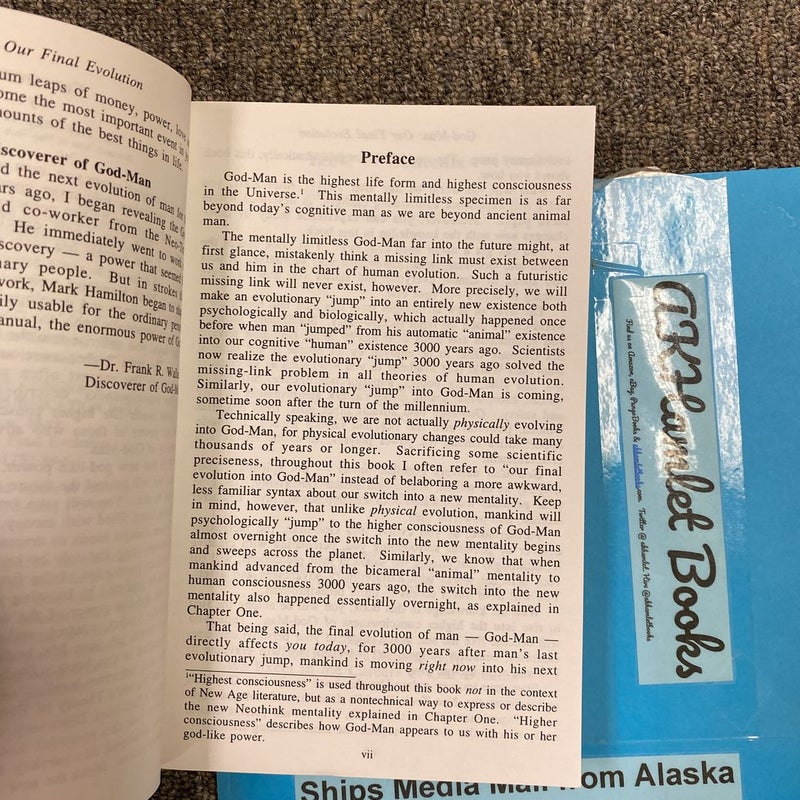 Our Final Evolution
um leaps of money, power, love,
ome the most important event in
mounts of the best things in life.
iscoverer of God-Man
d the next evolution of man
ars ago, I began revealing the
d co-worker from the
He immediately went to
iscovery — a power that seemed
nary people. But in
work, Mark Hamilton began to
ily usable for the ordinary
anual, the enormous power of
—Dr. Frank R.
Discoverer of
Preface
God-Man is the highest life form and highest consciousness
in the Universe.1 This mentally limitless specimen is as far
beyond today's cognitive man as we are beyond ancient animal
man.
The mentally limitless God-Man far into the future might, at
first glance, mistakenly think a missing link must exist between
us and him in the chart of human evolution. Such a futuristic
missing link will never exist, however. More precisely, we will
make an evolutionary “jump” into an entirely new existence both
psychologically and biologically, which actually happened once
before when man “jumped” from his automatic “animal” existence
into our cognitive “human” existence 3000 years ago. Scientists
now realize the evolutionary “jump” 3000 years ago solved the
missing-link problem in all theories of human evolution.
Similarly, our evolutionary “jump” into God-Man is coming,
sometime soon after the turn of the millennium.
Technically speaking, we are not actually physically evolving
into God-Man, for physical evolutionary changes could take many
thousands of years or longer. Sacrificing some scientific
preciseness, throughout this book I often refer to “our final
evolution into God-Man” instead of belaboring a more awkward,
less familiar syntax about our switch into a new mentality. Keep
in mind, however, that unlike physical evolution, mankind will
psychologically “jump” to the higher consciousness of God-Man
almost overnight once the switch into the new mentality begins
and sweeps across the planet. Similarly, we know that when
mankind advanced from the bicameral “animal” mentality to
human consciousness 3000 years ago, the switch into the new
mentality also happened essentially overnight, as explained in
Chapter One.
That being said, the final evolution of man — God-Man —
directly affects you today, for 3000 years after man's last
evolutionary jump, mankind is moving right now into his next
1“Highest consciousness” is used throughout this book not in the context
of New Age literature, but as a nontechnical way to express or describe
the new Neothink mentality explained in Chapter One. “Higher
consciousness” describes how God-Man appears to us with his or her
god-like power.
vii
AKHamlet Books
Find us on Amazon, eBay, PangoBooks & akhamletbooks.com. Twitter @ akhamlet. Hive @akhamletbooks
Ships Media Mail from Alaska